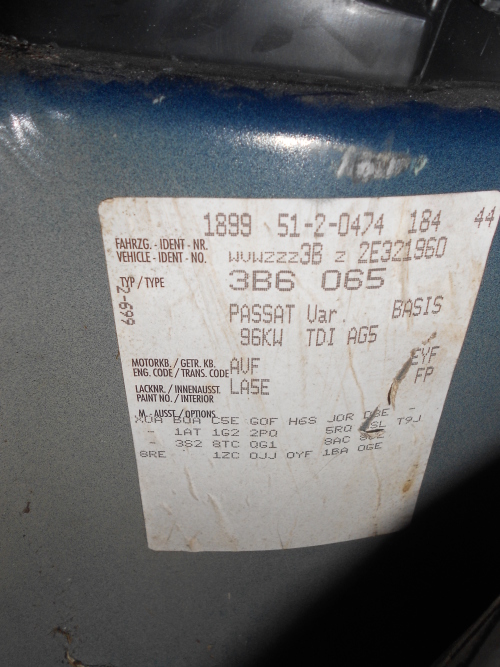 1899 51-2-0474 184 44
FAHRZG. - IDENT - NR.
VEHICLE - IDENT - NO. WVWZZZ3B Z 2E321960
TYP / TYPE 3B6 065
PASSAT Var. BASIS
96KW TDI AG5
MOTORKB. / GETR. KB.
ENG. CODE / TRANS. CODE AVF EYF
LACKNR. / INNENAUSST. LA5E FP
PAINT NO. / INTERIOR
M. - AUSST. / OPTIONS
X0A B0A C5E G0F H6S J0R - 
- 1AT 1G2 2PQ 5RQ T9J
- 3S2 8TC 0G1 8AC
8RE 1ZC 0JJ 0YF 1BA 0GE